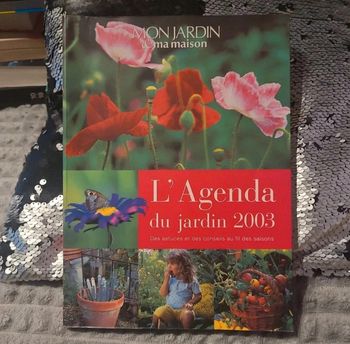 MON JARDIN
& ma maison
L'Agenda
du jardin 2003
Des astuces et des conseils au fil des saisons